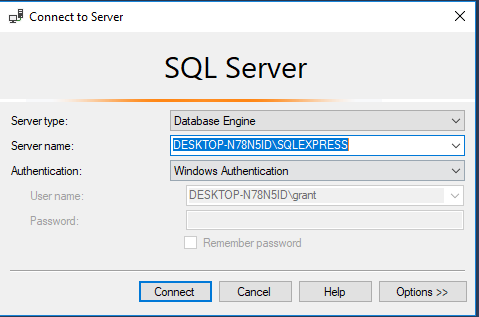 Connect to Server
SQL Server
Server type: Database Engine
Server name: DESKTOP-N78N5ID\SQLEXPRESS
Authentication: Windows Authentication
User name: DESKTOP-N78N5ID\grant
Password:
Remember password
Connect Cancel Help Options >>